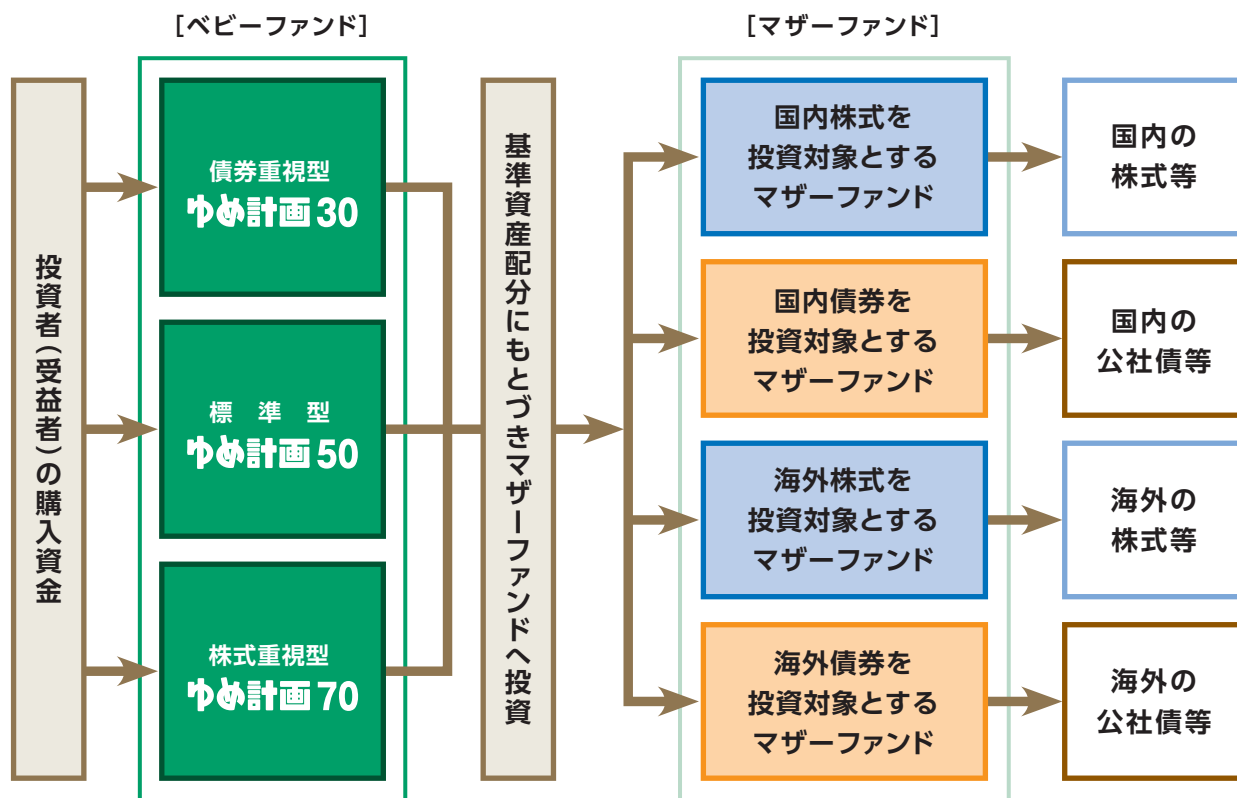 ［ベビーファンド］
［マザーファンド］
投資者（受益者）の購入資金
債券重視型
ゆめ計画30
標準型
ゆめ計画50
株式重視型
ゆめ計画70
基準資産配分にもとづきマザーファンドへ投資
国内株式を
投資対象とする
マザーファンド
国内の
株式等
国内債券を
投資対象とする
マザーファンド
国内の
公社債等
海外株式を
投資対象とする
マザーファンド
海外の
株式等
海外債券を
投資対象とする
マザーファンド
海外の
公社債等